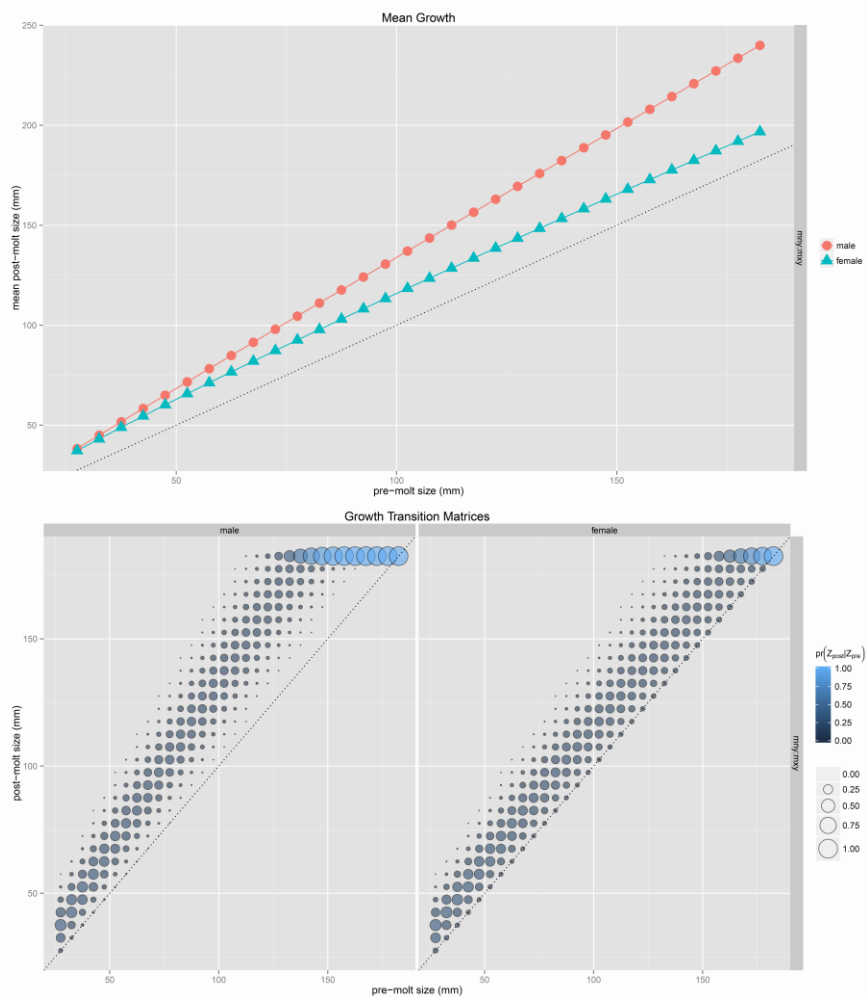 Mean Growth
mean post−molt size (mm)
250
200
150
100
50
50
100
150
pre−molt size (mm)
mny:mxy
male
female
Growth Transition Matrices
male
female
post−molt size (mm)
150
100
50
50
100
150
50
100
150
pre−molt size (mm)
mny:mxy
pr(Zpost|Zpre)
1.00
0.75
0.50
0.25
0.00
0.00
0.25
0.50
0.75
1.00